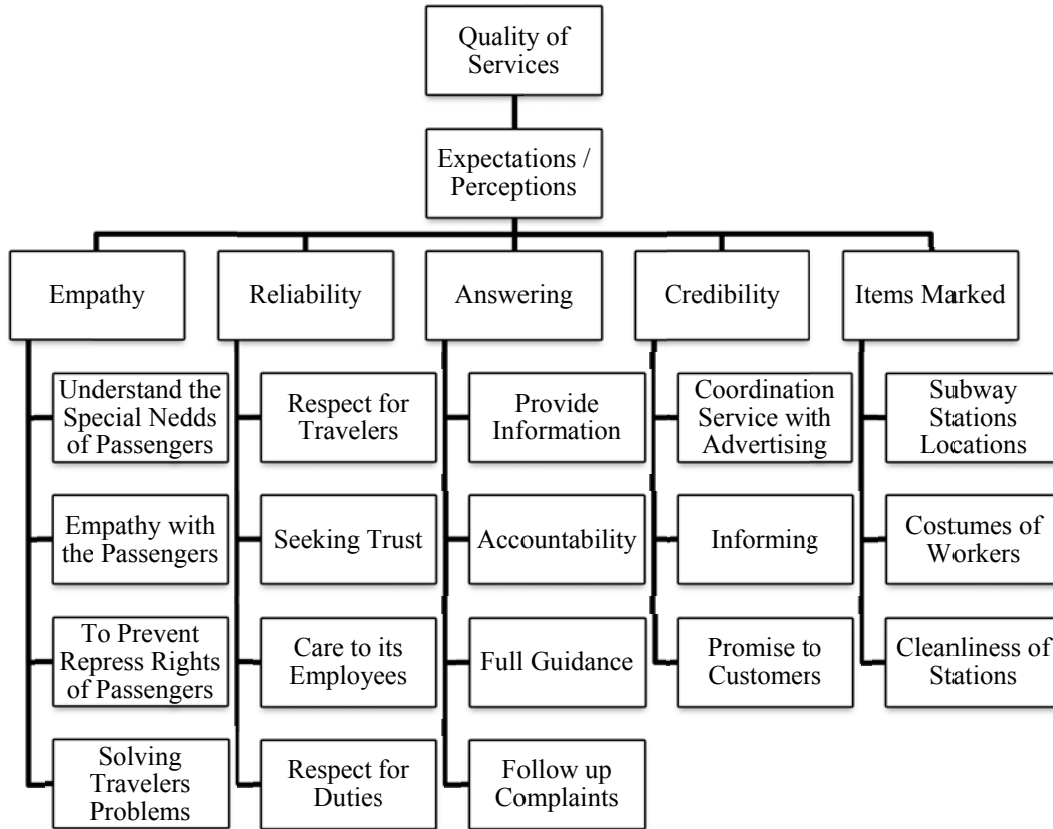 Quality of
Services
Expectations /
Perceptions
Empathy
Reliability
Answering
Credibility
Items Marked
Understand the
Special Nedds
of Passengers
Respect for
Travelers
Provide
Information
Coordination
Service with
Advertising
Subway
Stations
Locations
Empathy with
the Passengers
Seeking Trust
Accountability
Informing
Costumes of
Workers
To Prevent
Repress Rights
of Passengers
Care to its
Employees
Full Guidance
Promise to
Customers
Cleanliness of
Stations
Solving
Travelers
Problems
Respect for
Duties
Follow up
Complaints